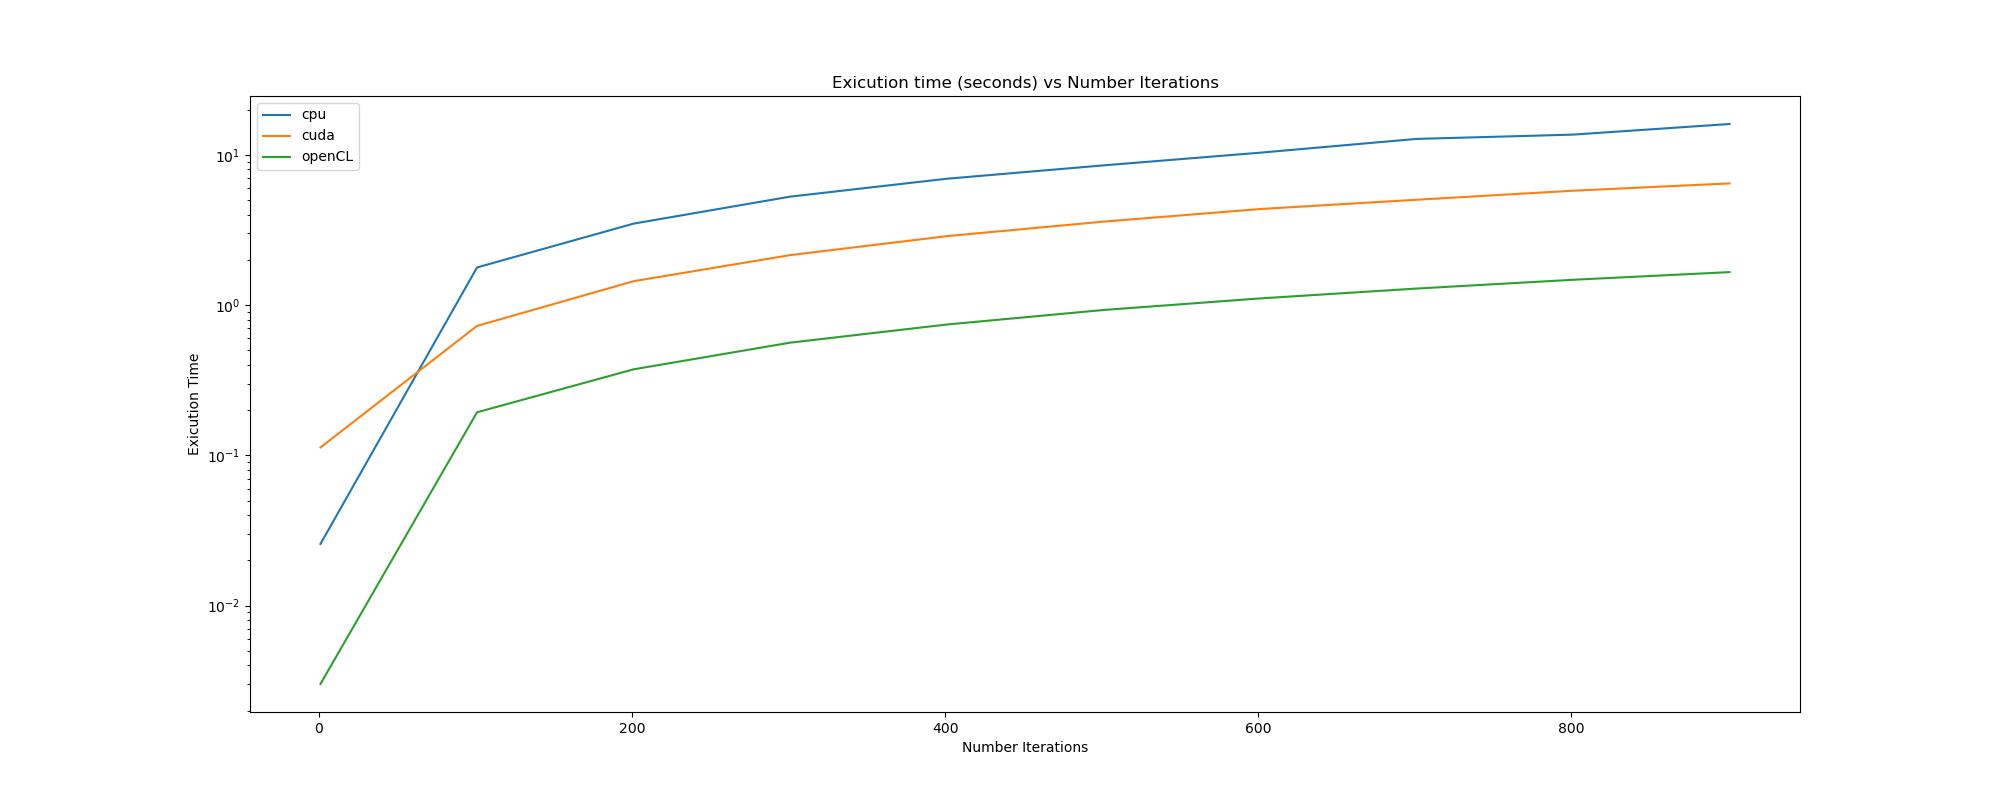 Exicution time (seconds) vs Number Iterations
cpu
cuda
openCL
10^1
10^0
10^-1
10^-2
Exicution Time
0 200 400 600 800
Number Iterations